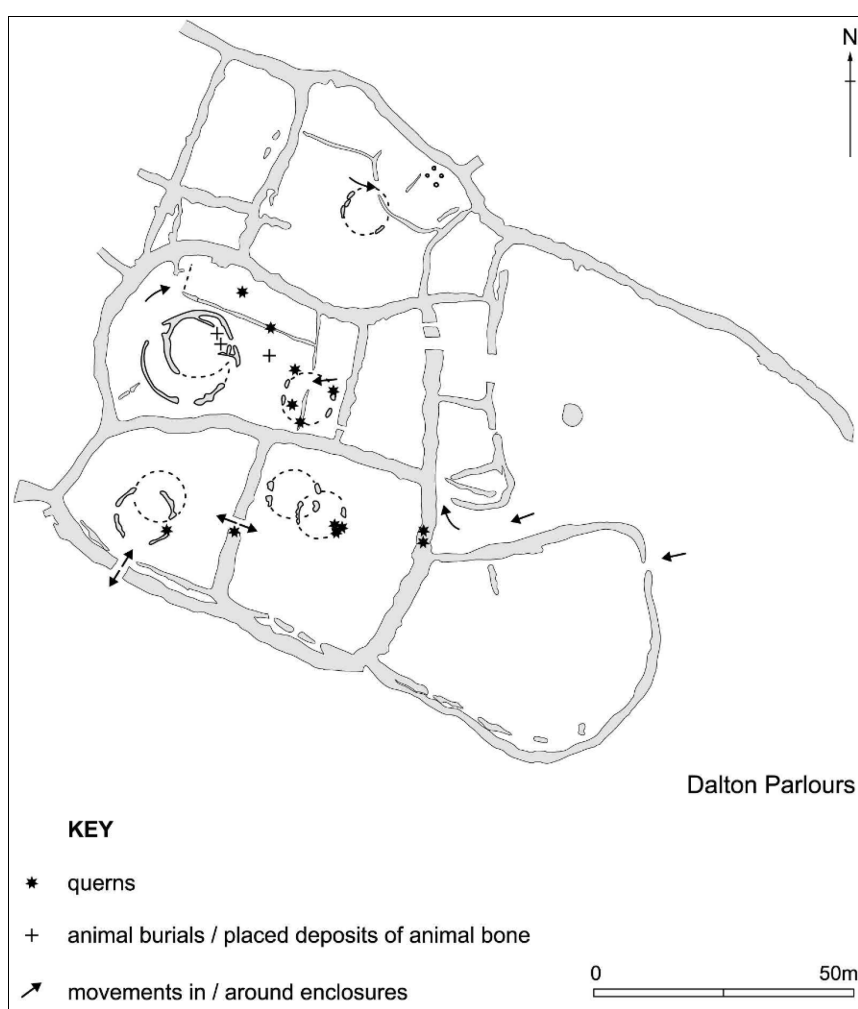 N
Dalton Parlours
KEY
querns
animal burials / placed deposits of animal bone
movements in / around enclosures
0 50m